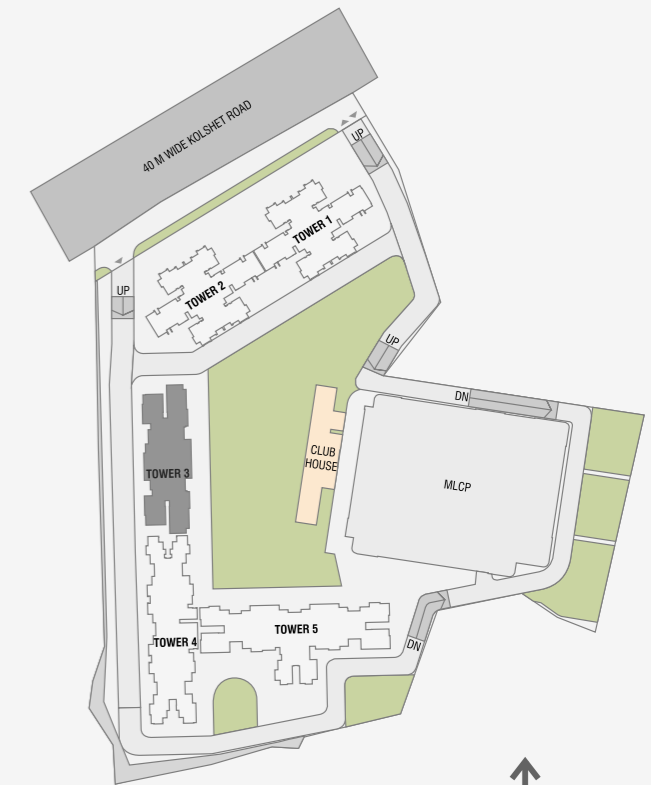 40 M WIDE KOLSHET ROAD
UP
TOWER 1
TOWER 2
UP
UP
DN
CLUB
HOUSE
TOWER 3
MLCP
TOWER 4
TOWER 5
DN